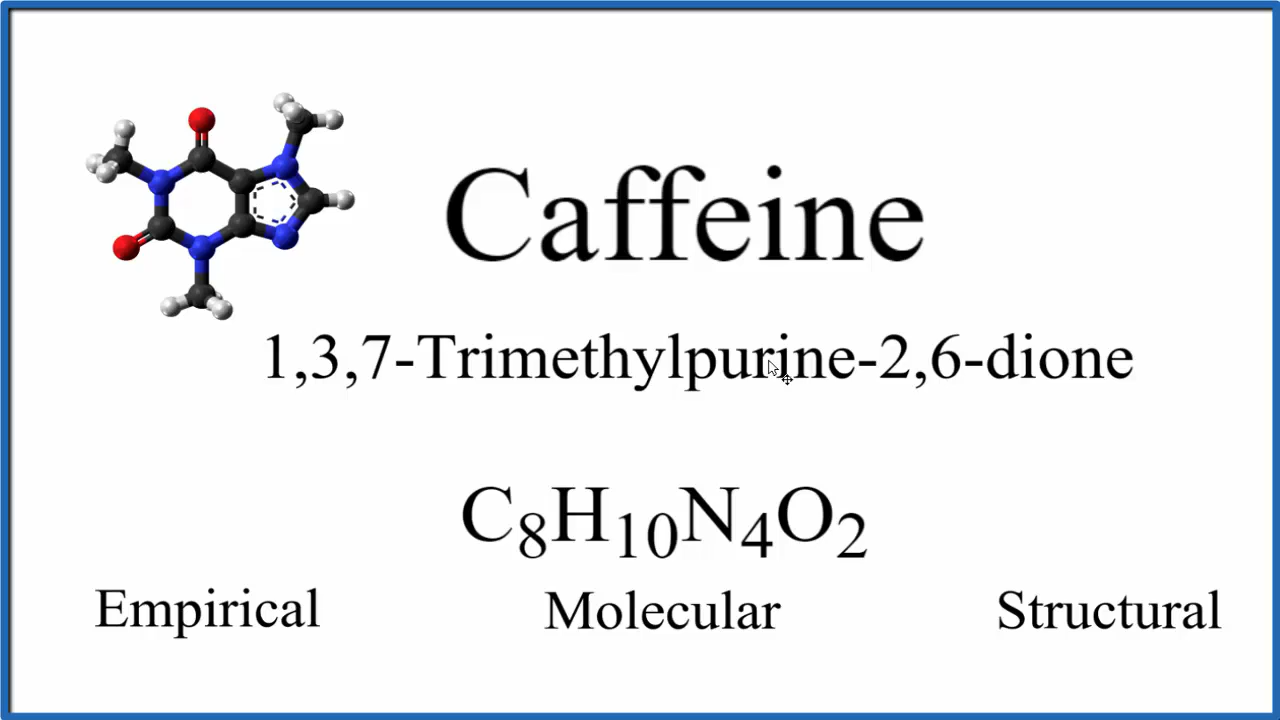 Caffeine
1,3,7-Trimethylpurine-2,6-dione
C₈H₁₀N₄O₂
Empirical Molecular Structural